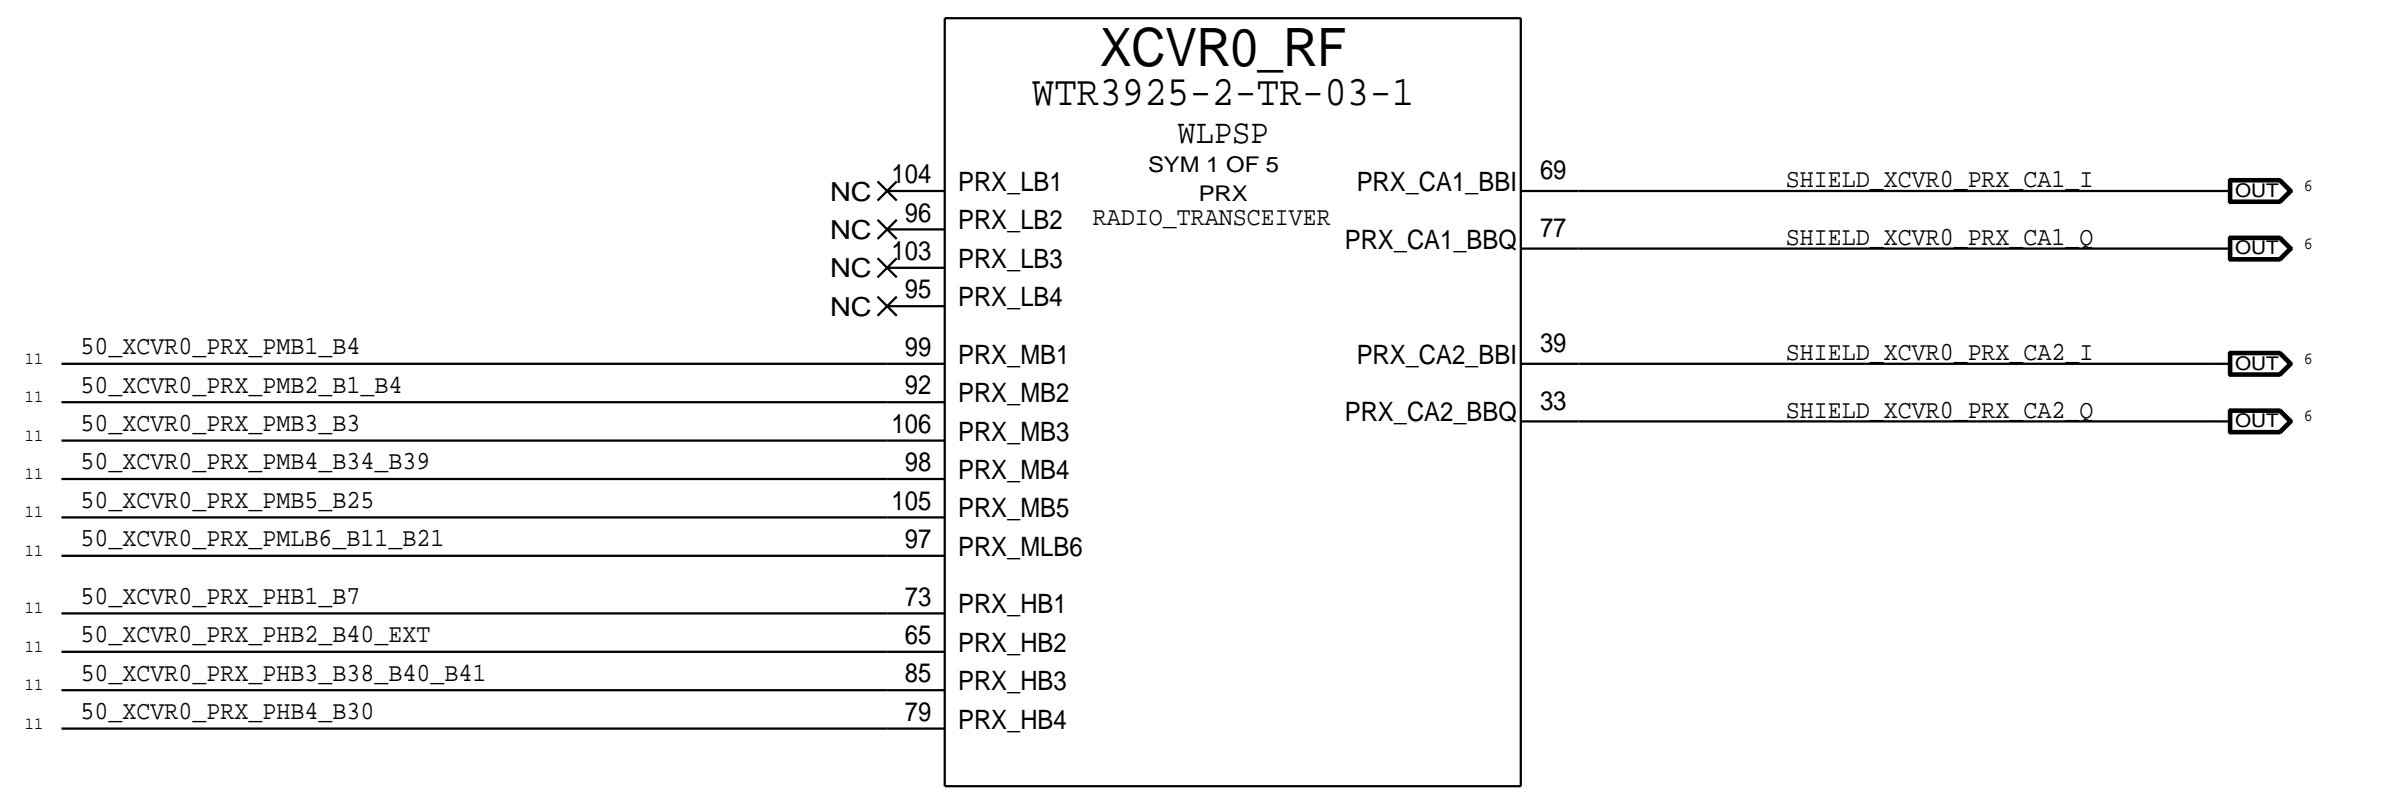 XCVR0_RF
WTR3925-2-TR-03-1
WLPSP
SYM 1 OF 5
PRX
RADIO_TRANSCEIVER
NC 104 PRX_LB1
NC 96 PRX_LB2
NC 103 PRX_LB3
NC 95 PRX_LB4
11 50_XCVR0_PRX_PMB1_B4 99 PRX_MB1
11 50_XCVR0_PRX_PMB2_B1_B4 92 PRX_MB2
11 50_XCVR0_PRX_PMB3_B3 106 PRX_MB3
11 50_XCVR0_PRX_PMB4_B34_B39 98 PRX_MB4
11 50_XCVR0_PRX_PMB5_B25 105 PRX_MB5
11 50_XCVR0_PRX_PMLB6_B11_B21 97 PRX_MLB6
11 50_XCVR0_PRX_PHB1_B7 73 PRX_HB1
11 50_XCVR0_PRX_PHB2_B40_EXT 65 PRX_HB2
11 50_XCVR0_PRX_PHB3_B38_B40_B41 85 PRX_HB3
11 50_XCVR0_PRX_PHB4_B30 79 PRX_HB4
PRX_CA1_BBI 69 SHIELD_XCVR0_PRX_CA1_I OUT 6
PRX_CA1_BBQ 77 SHIELD_XCVR0_PRX_CA1_Q OUT 6
PRX_CA2_BBI 39 SHIELD_XCVR0_PRX_CA2_I OUT 6
PRX_CA2_BBQ 33 SHIELD_XCVR0_PRX_CA2_Q OUT 6